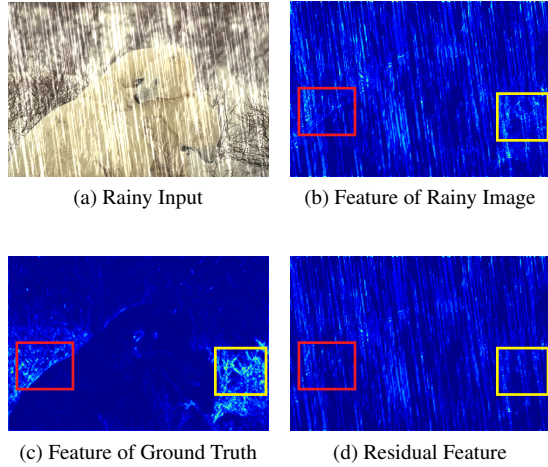 (a) Rainy Input
(b) Feature of Rainy Image
(c) Feature of Ground Truth
(d) Residual Feature